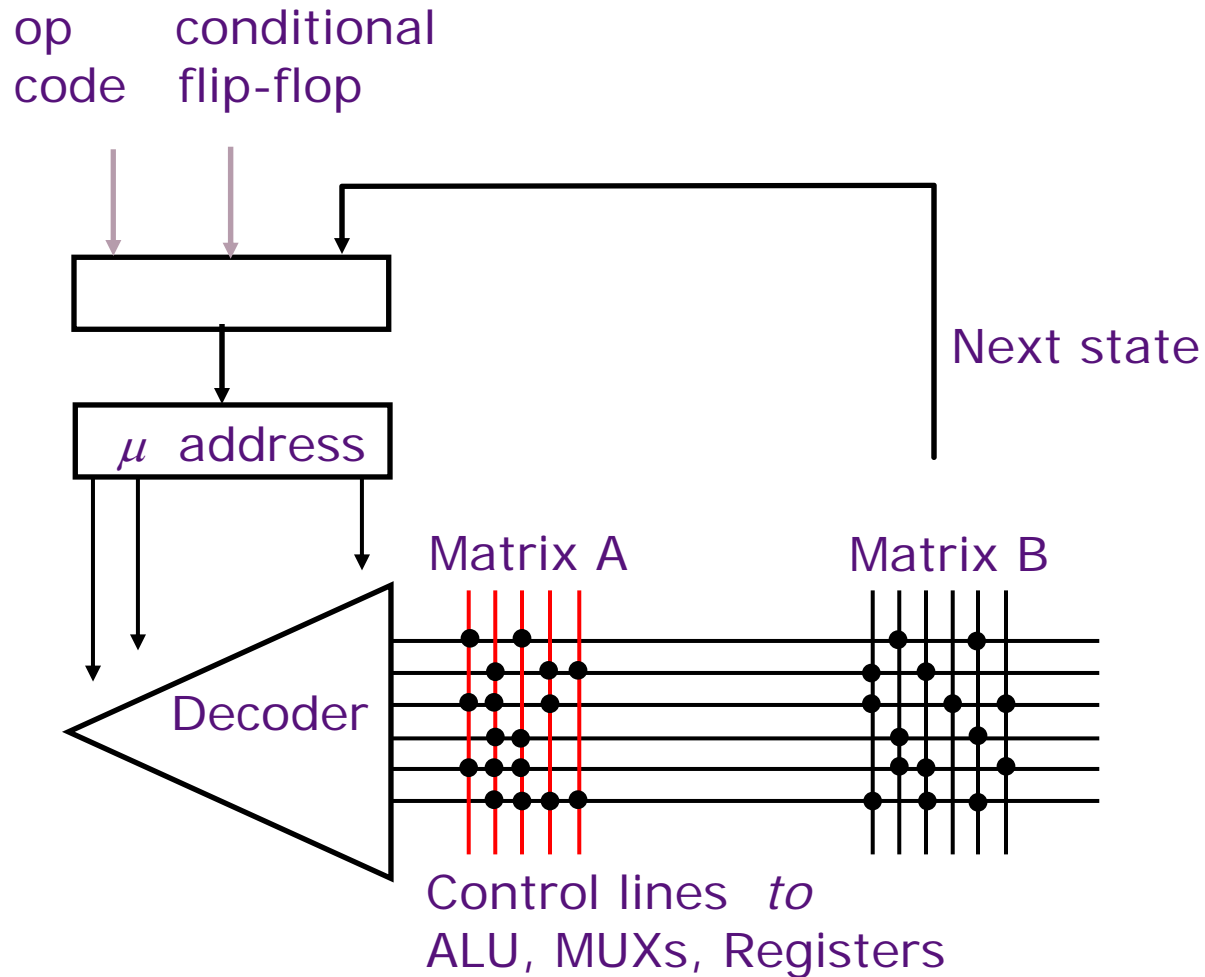 op conditional
code flip-flop
Next state
μ address
Matrix A
Matrix B
Decoder
Control lines to
ALU, MUXs, Registers